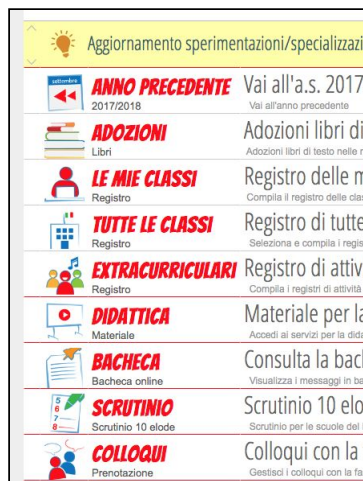 Aggiornamento sperimentazioni/specializzazi
settembre
ANNO PRECEDENTE Vai all'a.s. 2017
2017/2018 Vai all'anno precedente
ADOZIONI Adozioni libri di
Libri Adozioni libri di testo nelle
LE MIE CLASSI Registro delle m
Registro Compila il registro delle clas
TUTTE LE CLASSI Registro di tutte
Registro Seleziona e compila i regis
EXTRACURRICULARI Registro di attiv
Registro Compila i registri di attività
DIDATTICA Materiale per la
Materiale Accedi ai servizi per la dida
BACHECA Consulta la bach
Bacheca online Visualizza i messaggi in ba
5
6
7
8
SCRUTINIO Scrutinio 10 elo
Scrutinio 10 elode Scrutinio per le scuole del
COLLOQUI Colloqui con la
Prenotazione Gestisci i colloqui con la fa